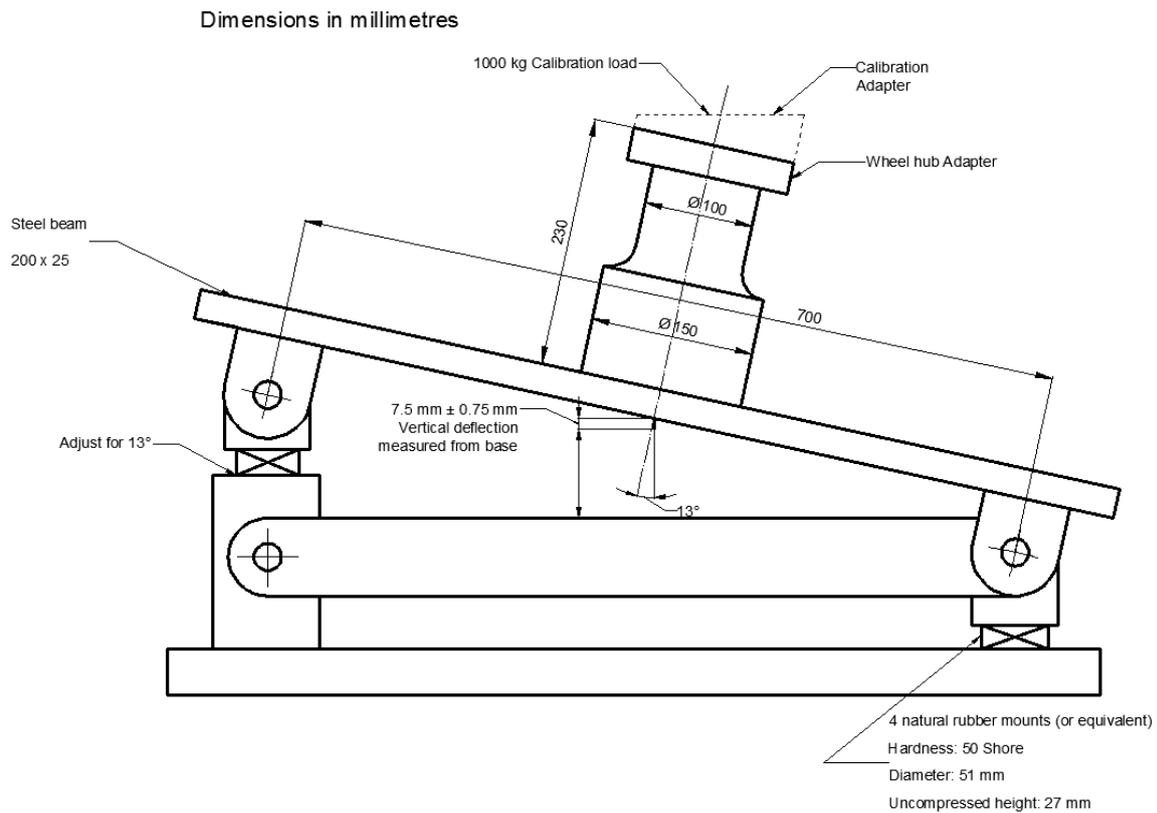 Dimensions in millimetres
1000 kg Calibration load
Calibration
Adapter
Wheel hub Adapter
Ø100
230
Steel beam
200 x 25
700
Ø150
7.5 mm ± 0.75 mm
Vertical deflection
measured from base
Adjust for 13°
13°
4 natural rubber mounts (or equivalent)
Hardness: 50 Shore
Diameter: 51 mm
Uncompressed height: 27 mm